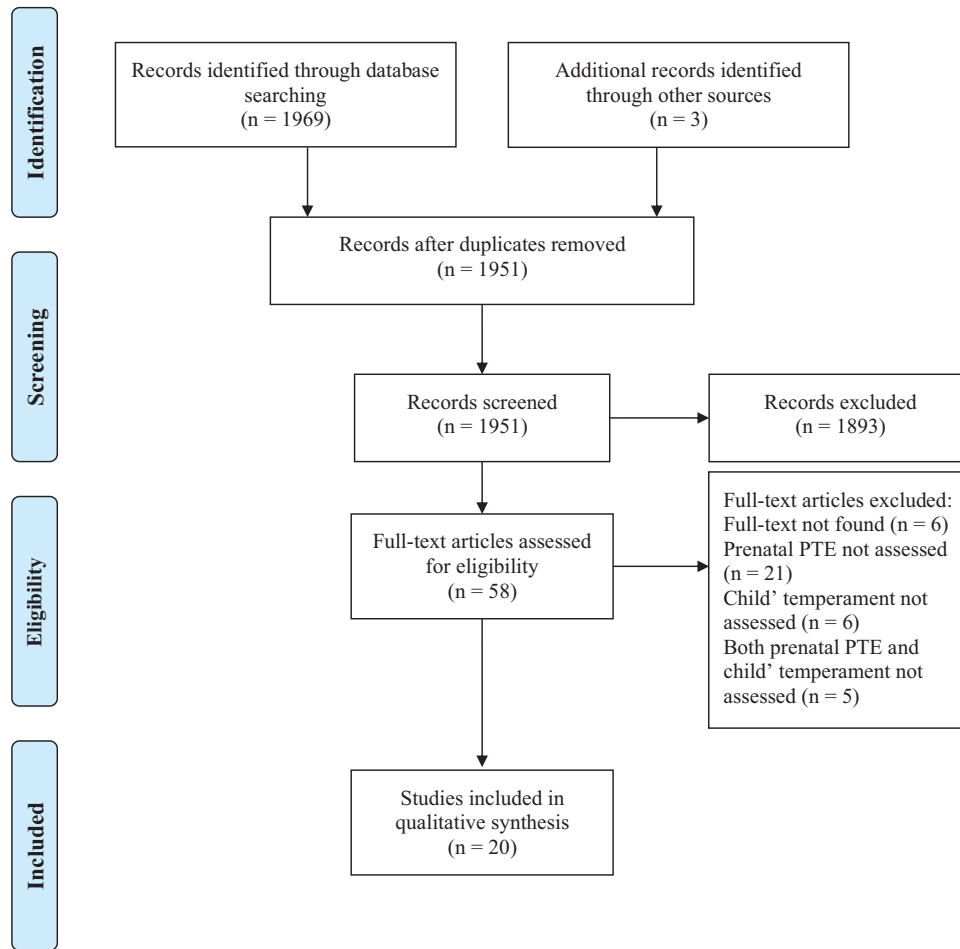 Identification
Records identified through database
searching
(n = 1969)
Additional records identified
through other sources
(n = 3)
Records after duplicates removed
(n = 1951)
Screening
Records screened
(n = 1951)
Records excluded
(n = 1893)
Eligibility
Full-text articles assessed
for eligibility
(n = 58)
Full-text articles excluded:
Full-text not found (n = 6)
Prenatal PTE not assessed
(n = 21)
Child’ temperament not
assessed (n = 6)
Both prenatal PTE and
child’ temperament not
assessed (n = 5)
Included
Studies included in
qualitative synthesis
(n = 20)